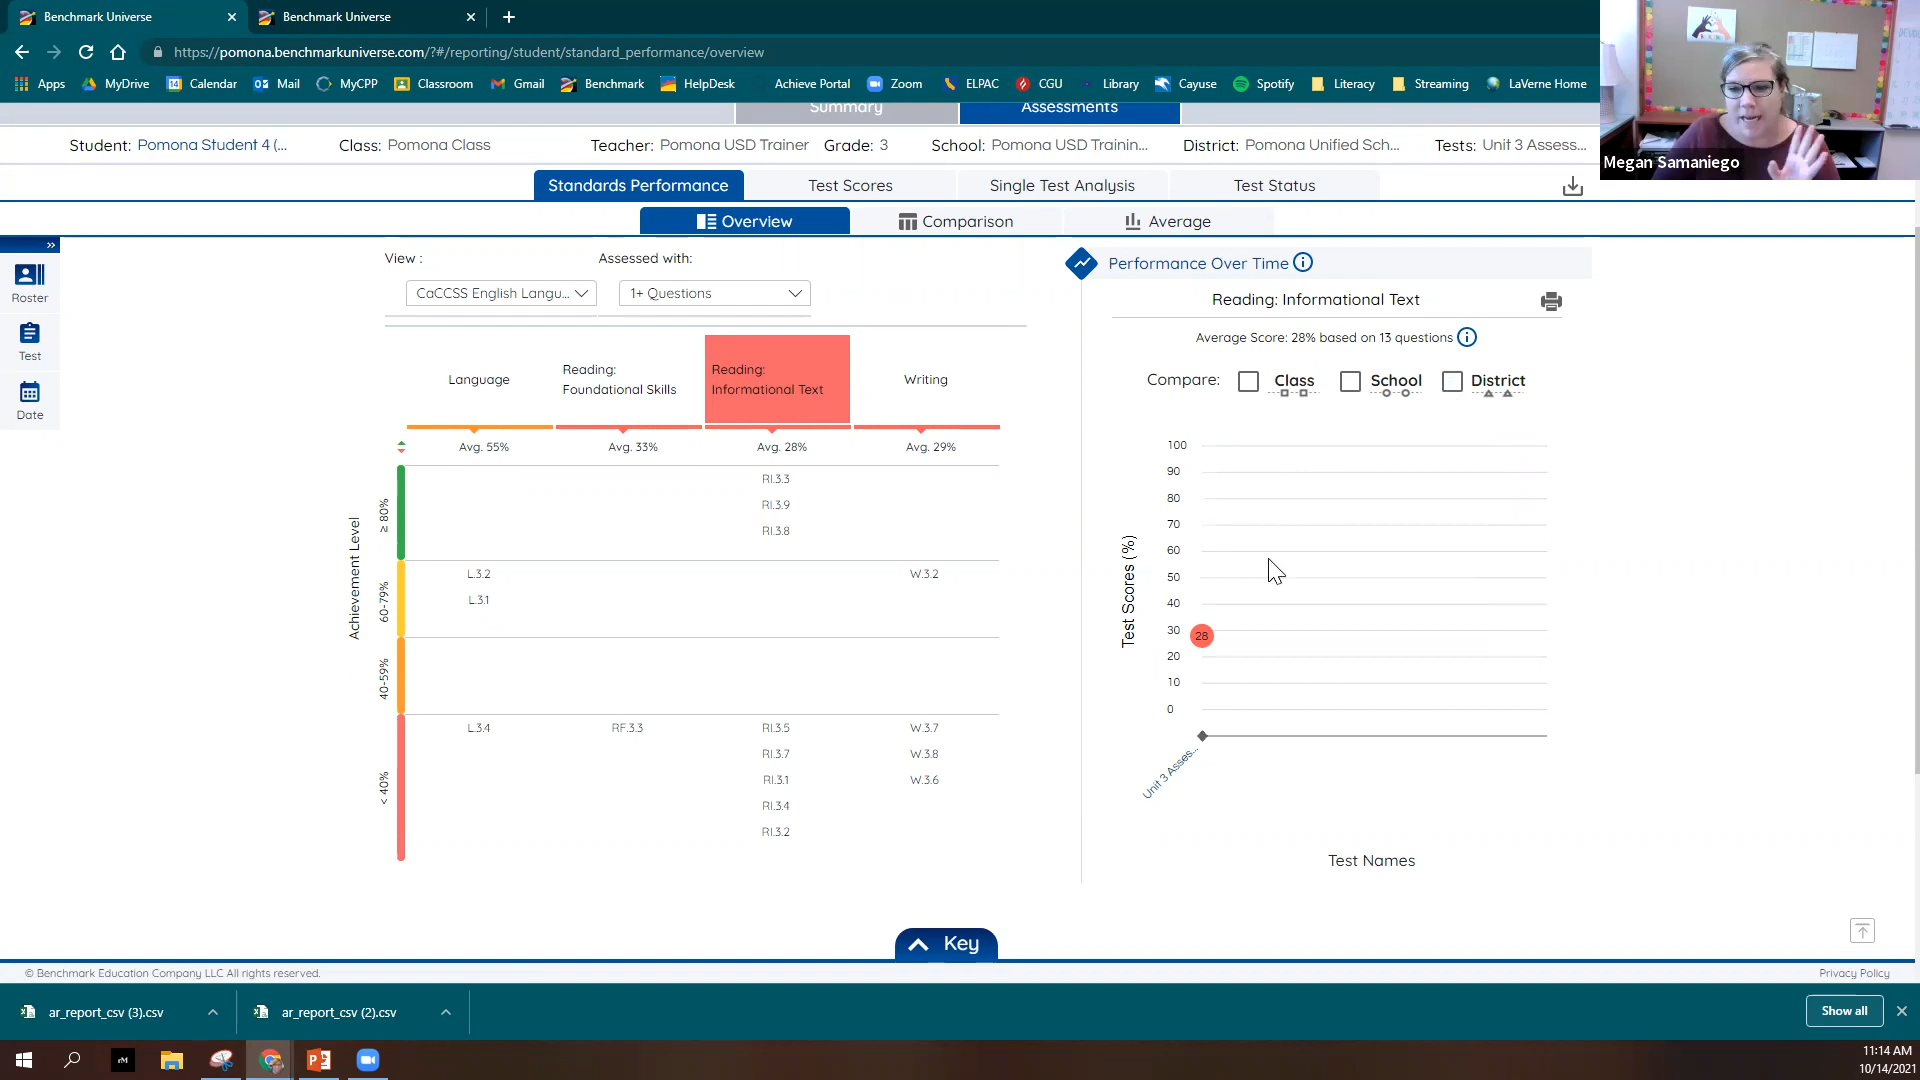 Benchmark Universe
Benchmark Universe
https://pomona.benchmarkuniverse.com/?#/reporting/student/standard_performance/overview
Apps MyDrive Calendar Mail MyCPP Classroom Gmail Benchmark HelpDesk Achieve Portal Zoom ELPAC CGU Library Cayuse Spotify Literacy Streaming LaVerne Home
Megan Samaniego
Summary Assessments
Student: Pomona Student 4 (... Class: Pomona Class Teacher: Pomona USD Trainer Grade: 3 School: Pomona USD Trainin... District: Pomona Unified Sch... Tests: Unit 3 Assess...
Standards Performance Test Scores Single Test Analysis Test Status
Overview Comparison Average
»
Roster
Test
Date
View : Assessed with:
CaCCSS English Langu... 1+ Questions
Language
Reading:
Foundational Skills
Reading:
Informational Text
Writing
Avg. 55% Avg. 33% Avg. 28% Avg. 29%
Achievement Level
≥ 80%
RI.3.3
RI.3.9
RI.3.8
60-79%
L.3.2 W.3.2
L.3.1
40-59%
< 40%
L.3.4 RF.3.3 RI.3.5 W.3.7
RI.3.7 W.3.8
RI.3.1 W.3.6
RI.3.4
RI.3.2
Performance Over Time
Reading: Informational Text
Average Score: 28% based on 13 questions
Compare: Class School District
Test Scores (%)
100
90
80
70
60
50
40
30
28
20
10
0
Unit 3 Asses...
Test Names
Key
© Benchmark Education Company LLC All rights reserved.
Privacy Policy
ar_report_csv (3).csv
ar_report_csv (2).csv
Show all
rM
11:14 AM
10/14/2021